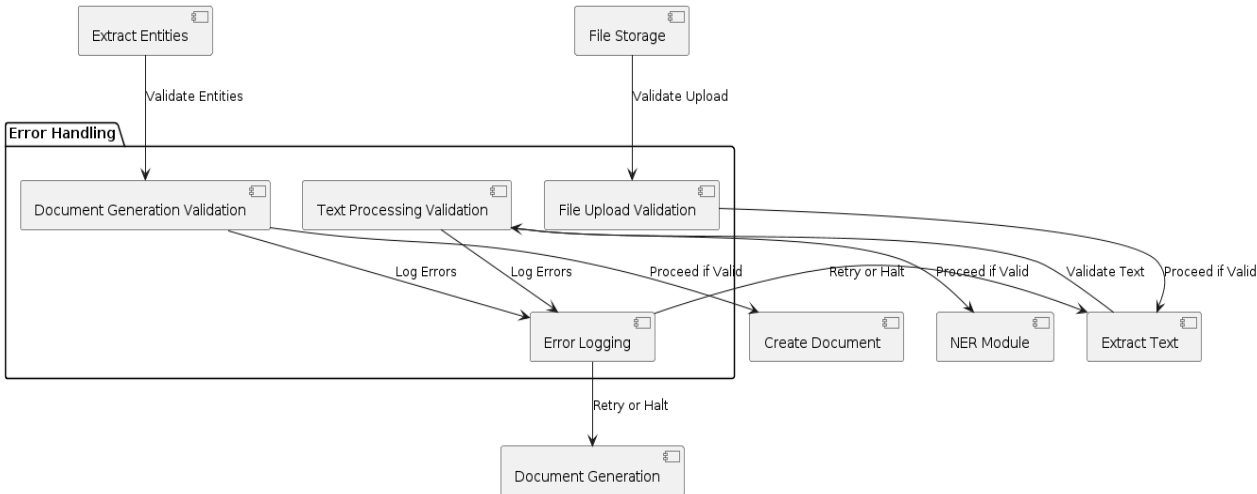 Extract Entities
File Storage
Validate Entities
Validate Upload
Error Handling
Document Generation Validation
Text Processing Validation
File Upload Validation
Log Errors
Log Errors
Proceed if Valid
Retry or Halt
Proceed if Valid
Validate Text
Proceed if Valid
Error Logging
Create Document
NER Module
Extract Text
Retry or Halt
Document Generation